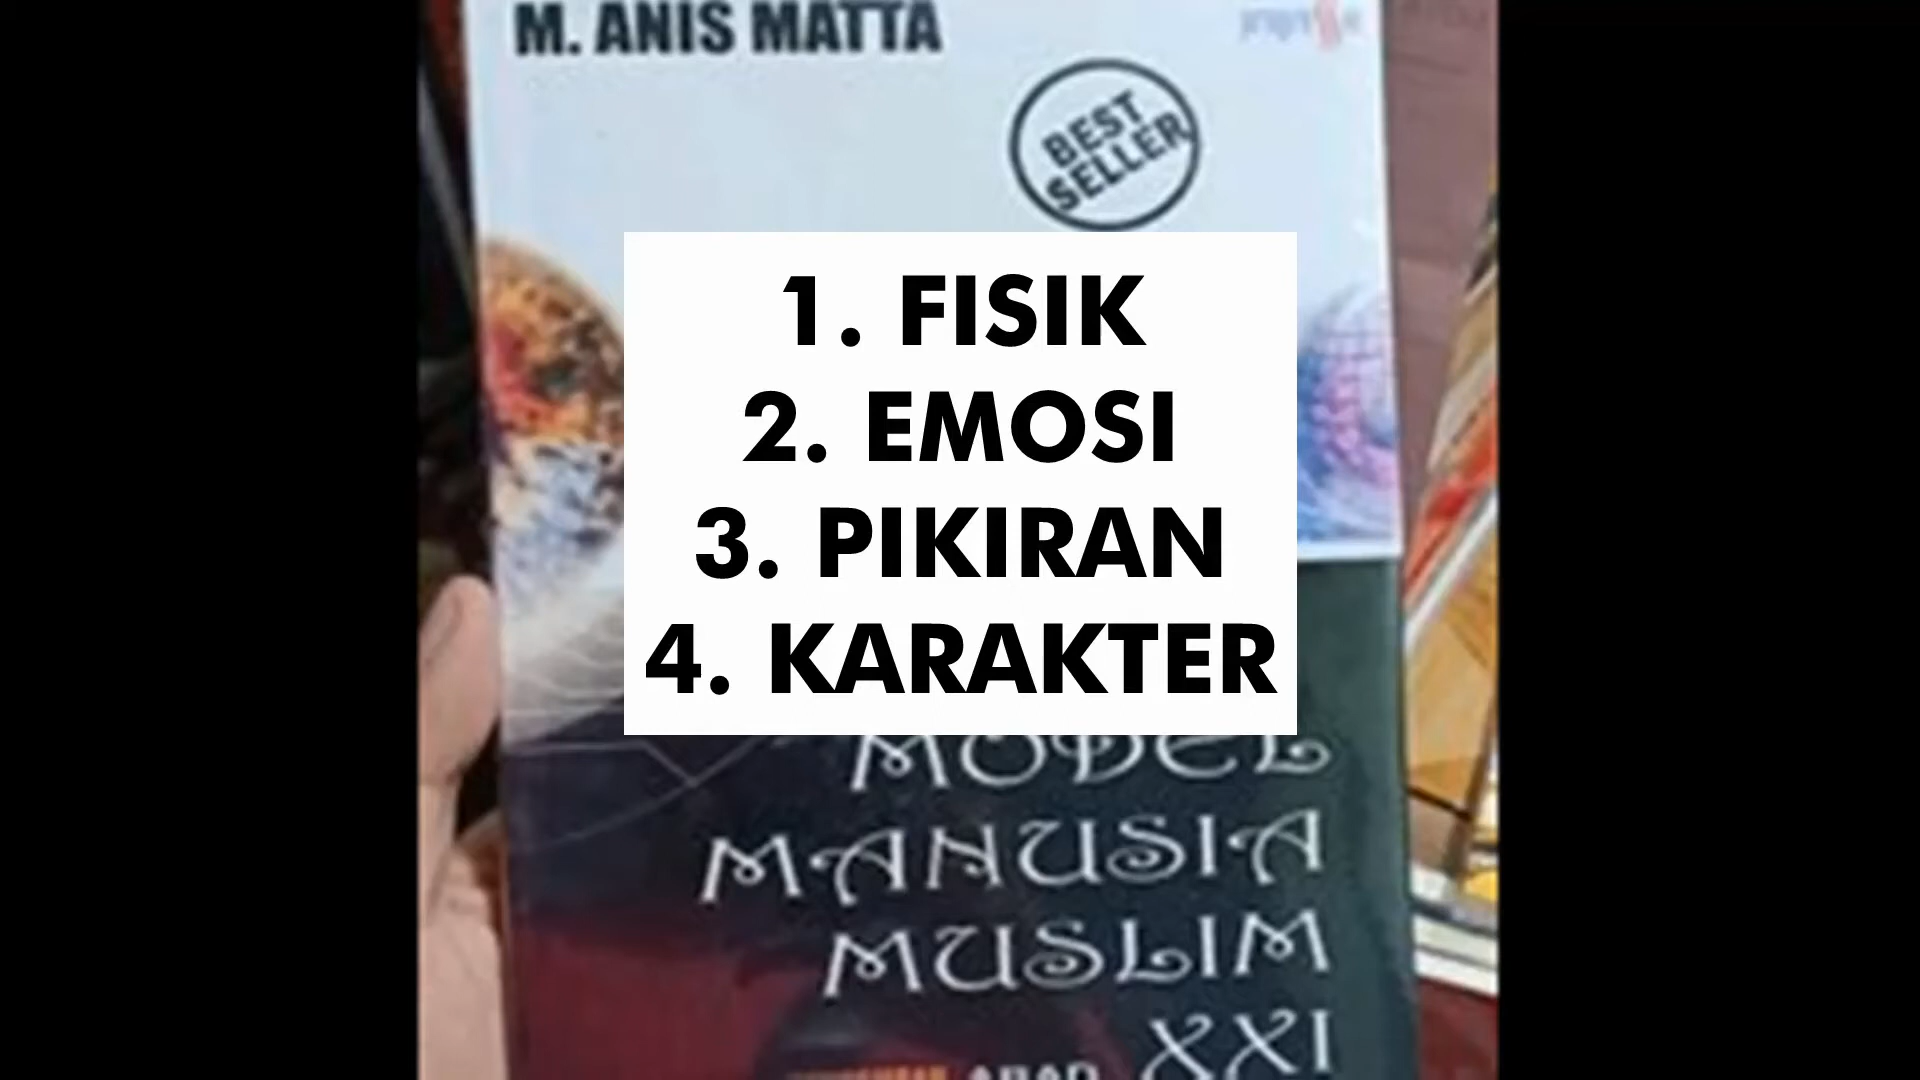 M. ANIS MATTA
BEST
SELLER
1. FISIK
2. EMOSI
3. PIKIRAN
4. KARAKTER
MODEL
MANUSIA
MUSLIM
XXI